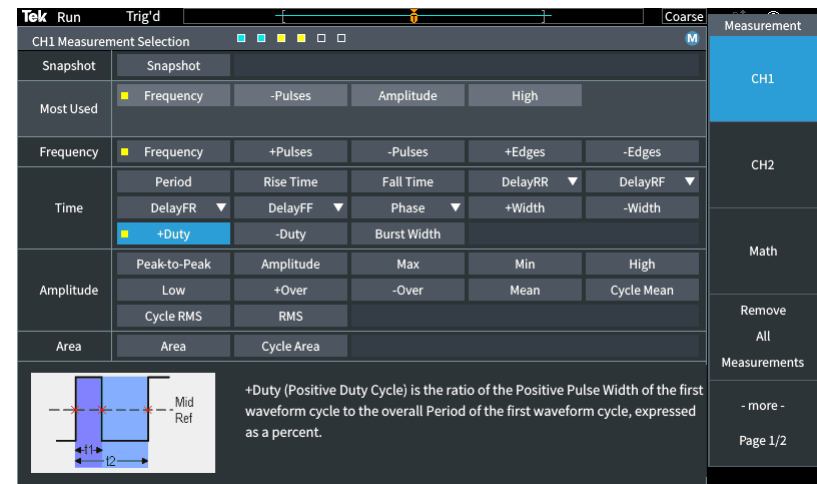 Tek Run Trig'd Coarse
CH1 Measurement Selection M
Snapshot Snapshot
Most Used Frequency -Pulses Amplitude High
Frequency Frequency +Pulses -Pulses +Edges -Edges
Time
Period Rise Time Fall Time DelayRR DelayRF
DelayFR DelayFF Phase +Width -Width
+Duty -Duty Burst Width
Amplitude
Peak-to-Peak Amplitude Max Min High
Low +Over -Over Mean Cycle Mean
Cycle RMS RMS
Area Area Cycle Area
Mid
Ref
t1
t2
+Duty (Positive Duty Cycle) is the ratio of the Positive Pulse Width of the first
waveform cycle to the overall Period of the first waveform cycle, expressed
as a percent.
Measurement
CH1
CH2
Math
Remove
All
Measurements
- more -
Page 1/2